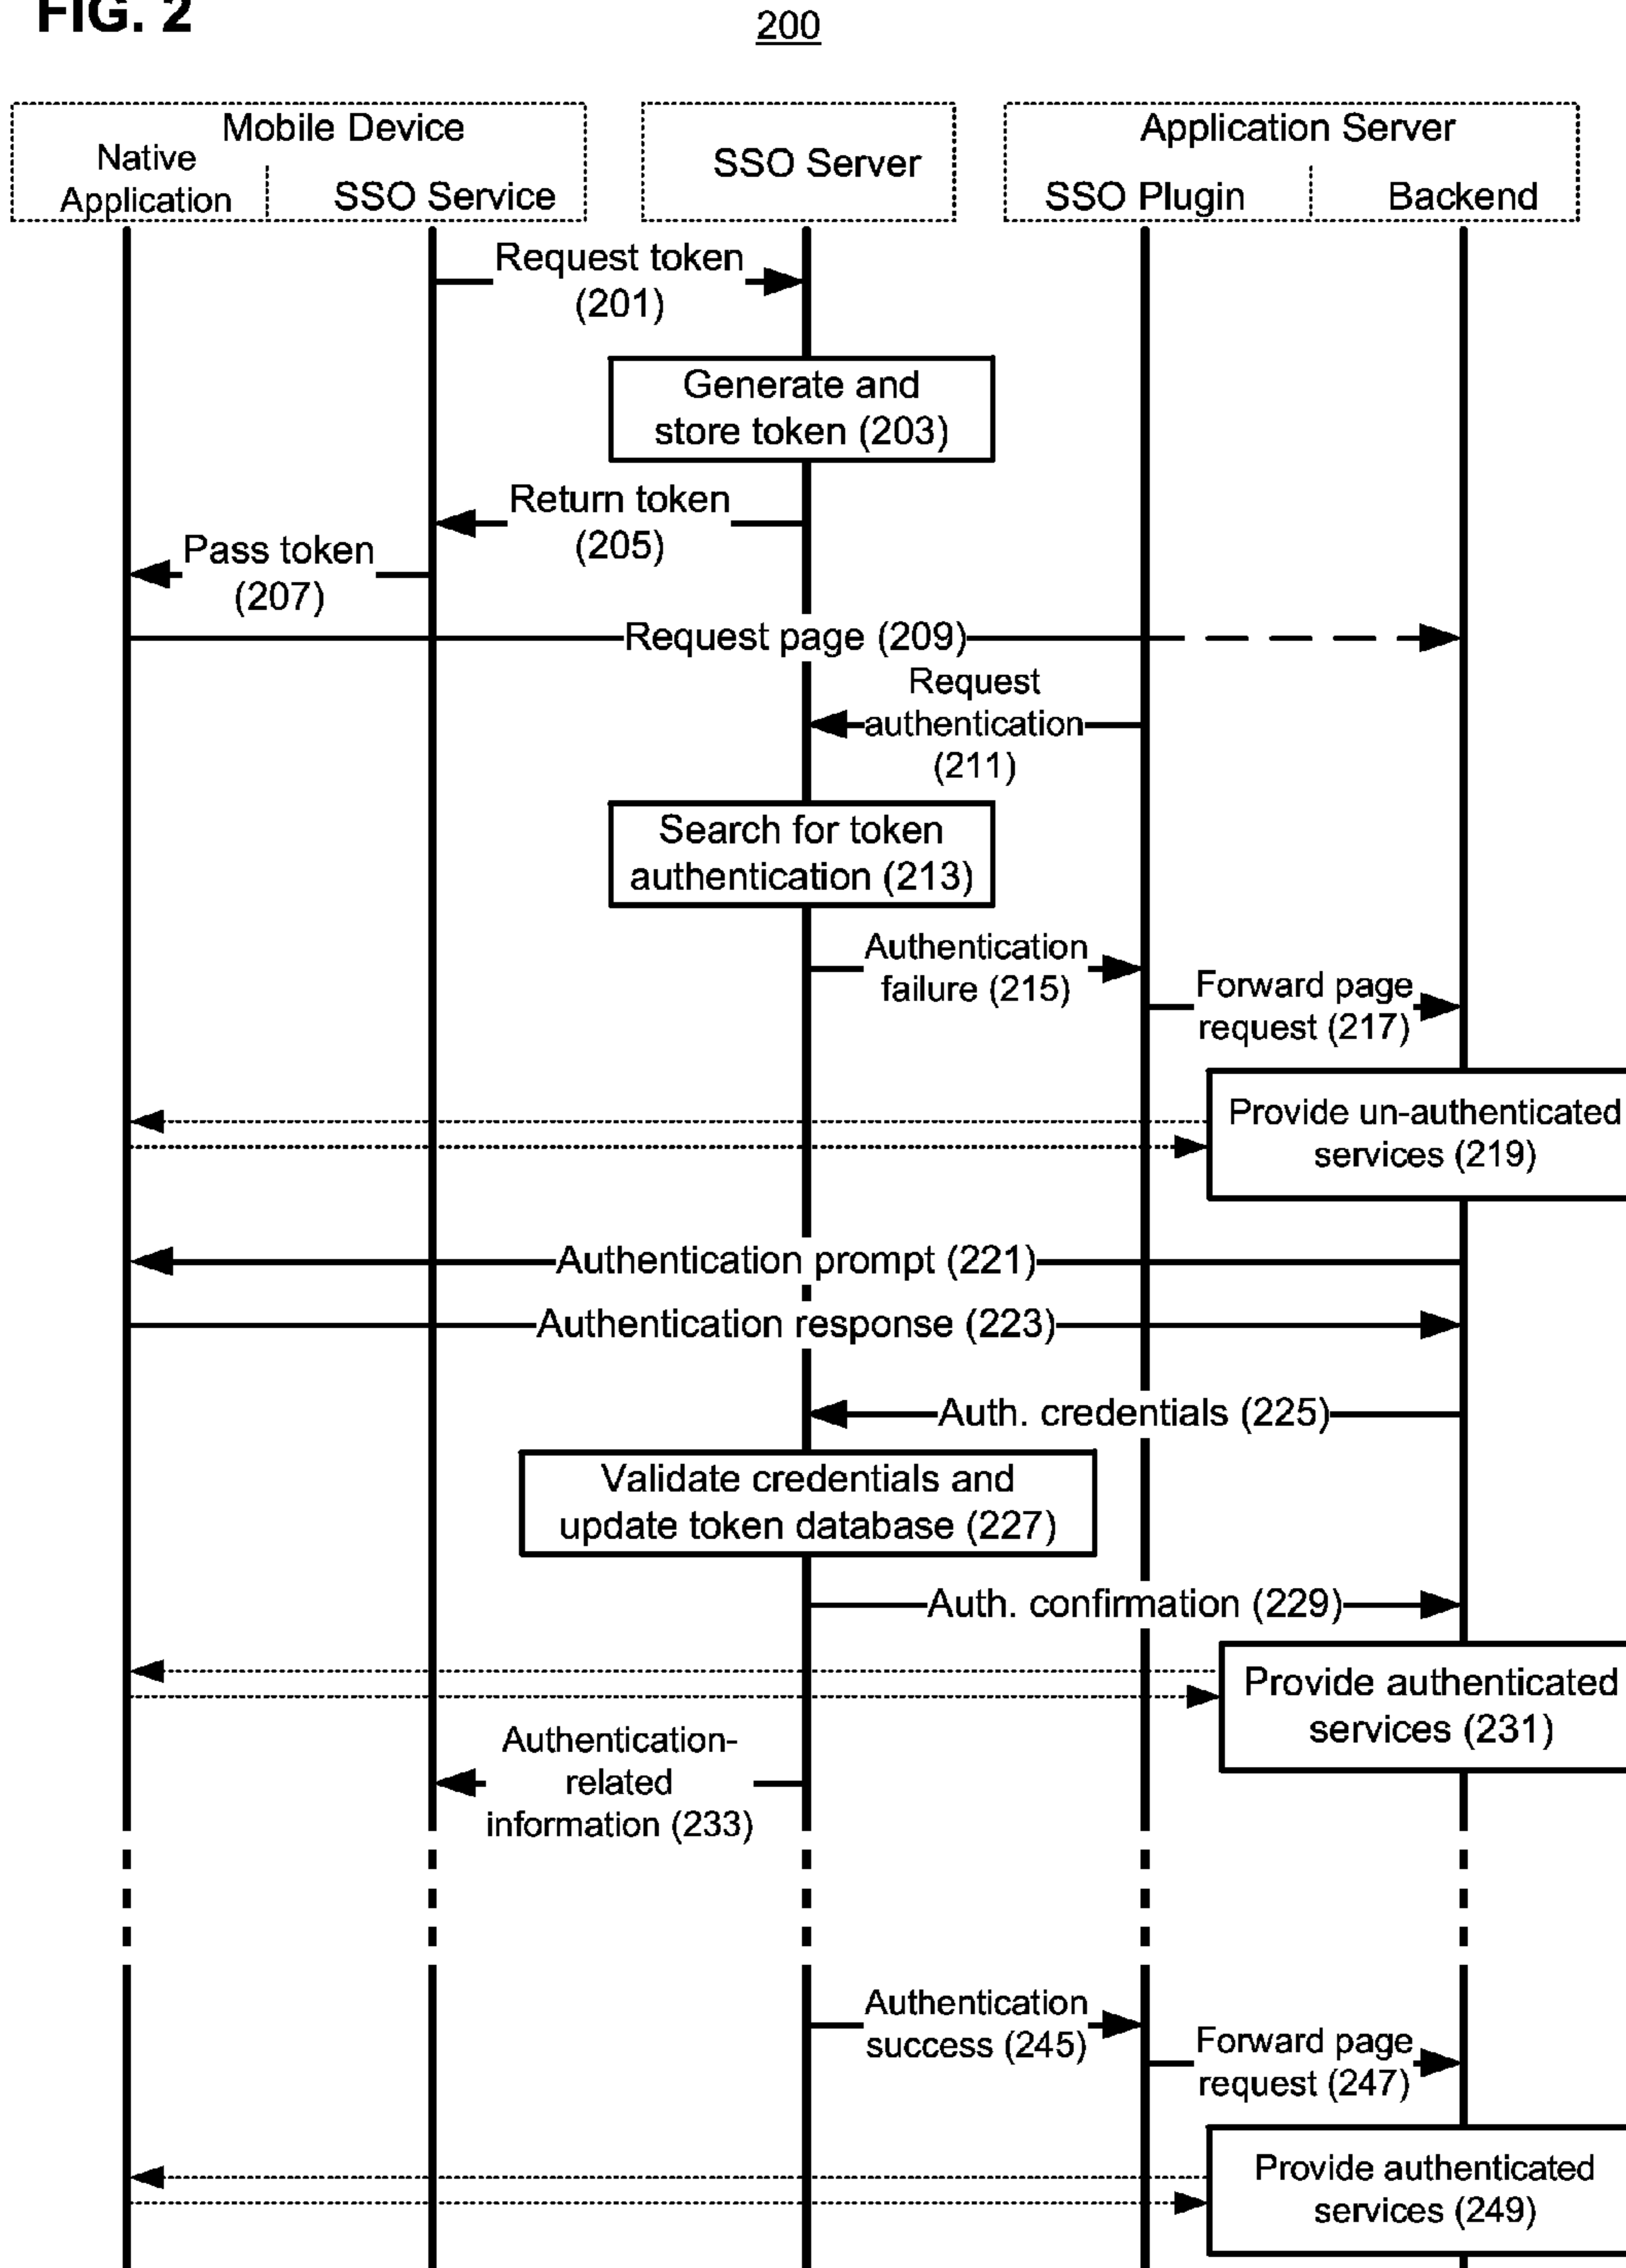 FIG. 2
200
Mobile Device
Native
Application
SSO Service
SSO Server
Application Server
SSO Plugin
Backend
Request token
(201)
Generate and
store token (203)
Return token
(205)
Pass token
(207)
Request page (209)
Request
authentication
(211)
Search for token
authentication (213)
Authentication
failure (215)
Forward page
request (217)
Provide un-authenticated
services (219)
Authentication prompt (221)
Authentication response (223)
Auth. credentials (225)
Validate credentials and
update token database (227)
Auth. confirmation (229)
Provide authenticated
services (231)
Authentication-
related
information (233)
Authentication
success (245)
Forward page
request (247)
Provide authenticated
services (249)